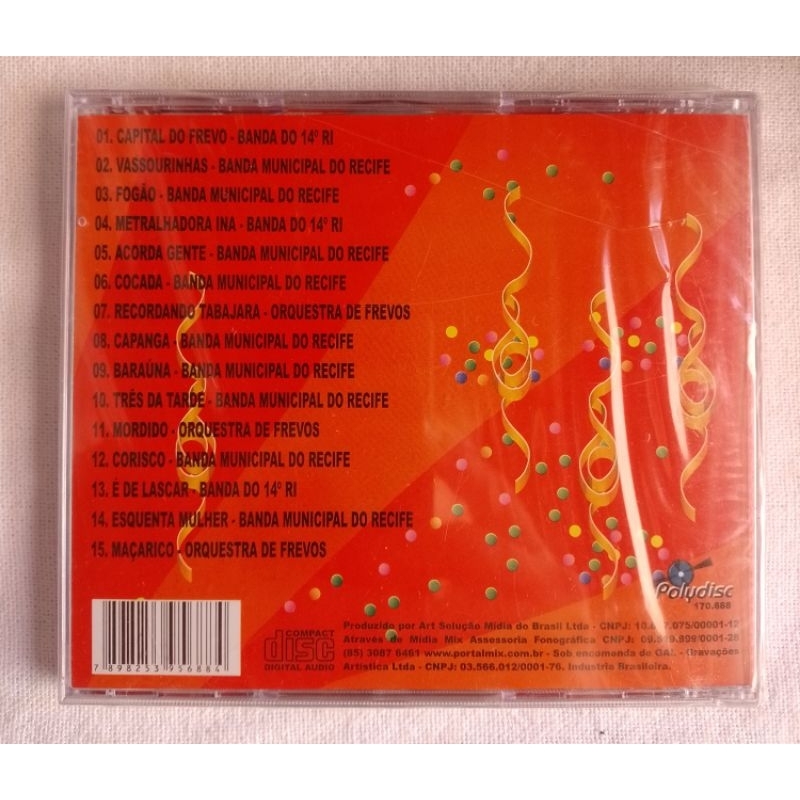 01. CAPITAL DO FREVO - BANDA DO 14º RI
02. VASSOURINHAS - BANDA MUNICIPAL DO RECIFE
03. FOGÃO - BANDA MUNICIPAL DO RECIFE
04. METRALHADORA INA - BANDA DO 14º RI
05. ACORDA GENTE - BANDA MUNICIPAL DO RECIFE
06. COCADA - BANDA MUNICIPAL DO RECIFE
07. RECORDANDO TABAJARA - ORQUESTRA DE FREVOS
08. CAPANGA - BANDA MUNICIPAL DO RECIFE
09. BARAÚNA - BANDA MUNICIPAL DO RECIFE
10. TRÊS DA TARDE - BANDA MUNICIPAL DO RECIFE
11. MORDIDO - ORQUESTRA DE FREVOS
12. CORISCO - BANDA MUNICIPAL DO RECIFE
13. É DE LASCAR - BANDA DO 14º RI
14. ESQUENTA MULHER - BANDA MUNICIPAL DO RECIFE
15. MAÇARICO - ORQUESTRA DE FREVOS
Polydisc
170.888
7 898253 956884
COMPACT
disc
DIGITAL AUDIO
Produzido por Art Solução Mídia do Brasil Ltda - CNPJ:
Através de Mídia Mix Assessoria Fonográfica CNPJ:
(85) 3087 6461 www.portalmix.com.br - Sob encomenda de GAL - Gravações
Artística Ltda - CNPJ: 03.566.012/0001-76. Industria Brasileira.